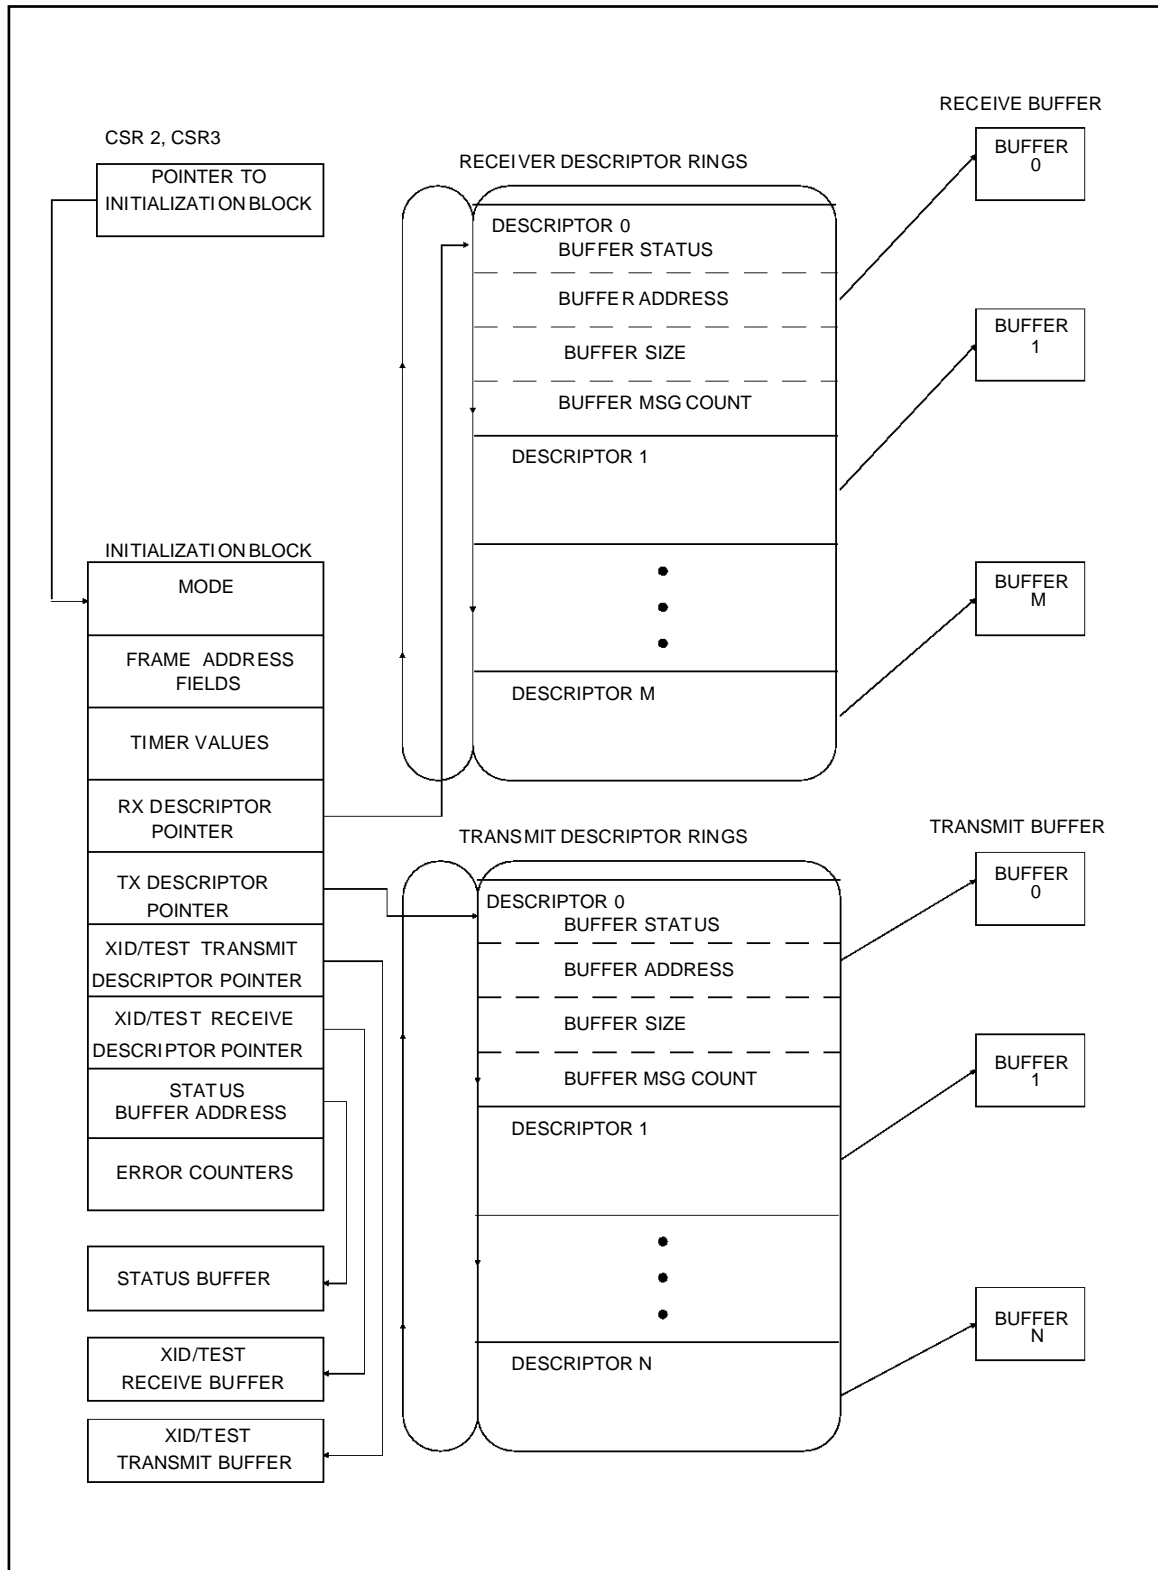 CSR 2, CSR3
POINTER TO
INITIALIZATION BLOCK
INITIALIZATION BLOCK
MODE
FRAME ADDRESS
FIELDS
TIMER VALUES
RX DESCRIPTOR
POINTER
TX DESCRIPTOR
POINTER
XID/TEST TRANSMIT
DESCRIPTOR POINTER
XID/TEST RECEIVE
DESCRIPTOR POINTER
STATUS
BUFFER ADDRESS
ERROR COUNTERS
STATUS BUFFER
XID/TEST
RECEIVE BUFFER
XID/TEST
TRANSMIT BUFFER
RECEIVER DESCRIPTOR RINGS
DESCRIPTOR 0
BUFFER STATUS
BUFFER ADDRESS
BUFFER SIZE
BUFFER MSG COUNT
DESCRIPTOR 1
DESCRIPTOR M
RECEIVE BUFFER
BUFFER
0
BUFFER
1
BUFFER
M
TRANSMIT DESCRIPTOR RINGS
DESCRIPTOR 0
BUFFER STATUS
BUFFER ADDRESS
BUFFER SIZE
BUFFER MSG COUNT
DESCRIPTOR 1
DESCRIPTOR N
TRANSMIT BUFFER
BUFFER
0
BUFFER
1
BUFFER
N